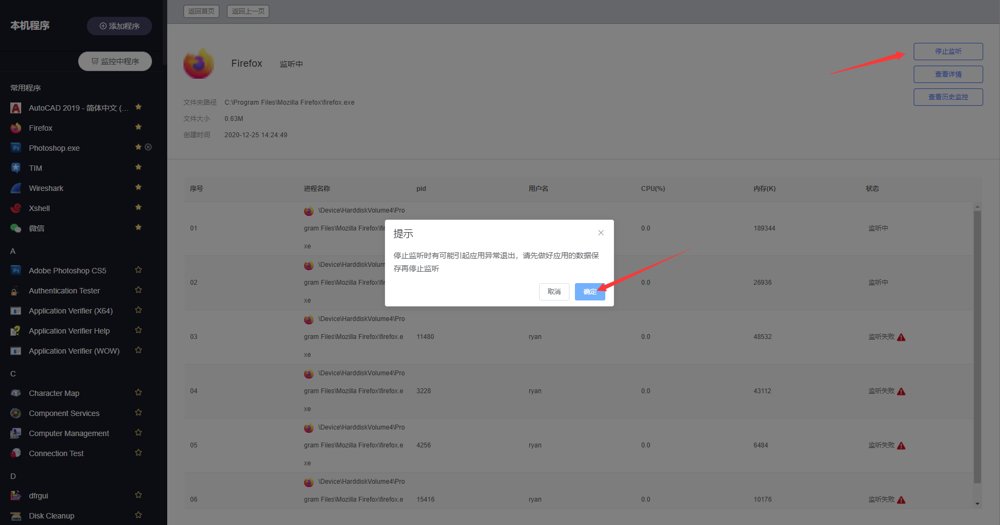 本机程序
添加程序
监控中程序
常用程序
AutoCAD 2019 - 简体中文 (...
Firefox
Photoshop.exe
TIM
Wireshark
Xshell
微信
A
Adobe Photoshop CS5
Authentication Tester
Application Verifier (X64)
Application Verifier Help
Application Verifier (WOW)
C
Character Map
Component Services
Computer Management
Connection Test
D
dfrgui
Disk Cleanup
返回首页 返回上一页
Firefox 监听中
停止监听
查看详情
查看历史监控
文件夹路径 C:\Program Files\Mozilla Firefox\firefox.exe
文件大小 0.63M
创建时间 2020-12-25 14:24:49
序号 进程名称 pid 用户名 CPU(%) 内存(K) 状态
\Device\HarddiskVolume4\Pro
01 gram Files\Mozilla Firefox\fir 0.0 189344 监听中
xe
\Device\HarddiskVolum
02 gram Files\Mozilla Firefox\fir 0.0 26936 监听中
xe
\Device\HarddiskVolume4\Pro
03 gram Files\Mozilla Firefox\firefox.e 11480 ryan 0.0 48532 监听失败
xe
\Device\HarddiskVolume4\Pro
04 gram Files\Mozilla Firefox\firefox.e 3228 ryan 0.0 43112 监听失败
xe
\Device\HarddiskVolume4\Pro
05 gram Files\Mozilla Firefox\firefox.e 4256 ryan 0.0 6484 监听失败
xe
\Device\HarddiskVolume4\Pro
06 gram Files\Mozilla Firefox\firefox.e 15416 ryan 0.0 10176 监听失败
提示
停止监听时有可能引起应用异常退出，请先做好应用的数据保
存再停止监听
取消 确定